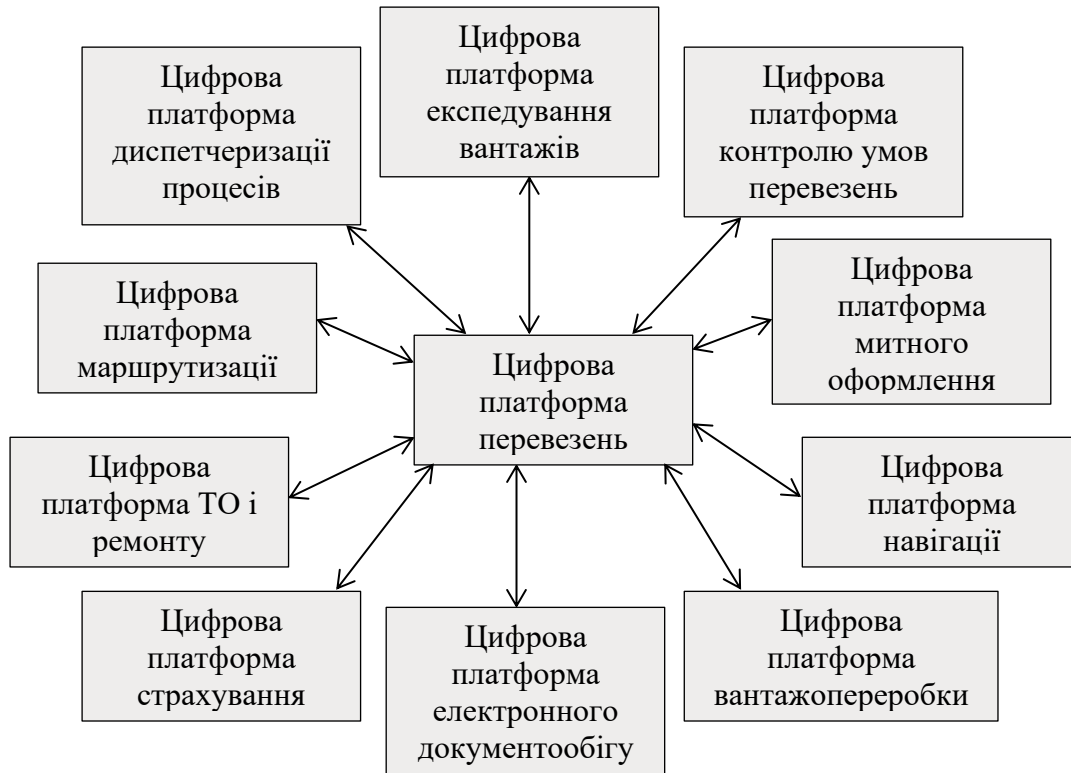 Цифрова
платформа
диспетчеризації
процесів
Цифрова
платформа
експедування
вантажів
Цифрова
платформа
контролю умов
перевезень
Цифрова
платформа
маршрутизації
Цифрова
платформа
перевезень
Цифрова
платформа
митного
оформлення
Цифрова
платформа ТО і
ремонту
Цифрова
платформа
навігації
Цифрова
платформа
страхування
Цифрова
платформа
електронного
документообігу
Цифрова
платформа
вантажопереробки